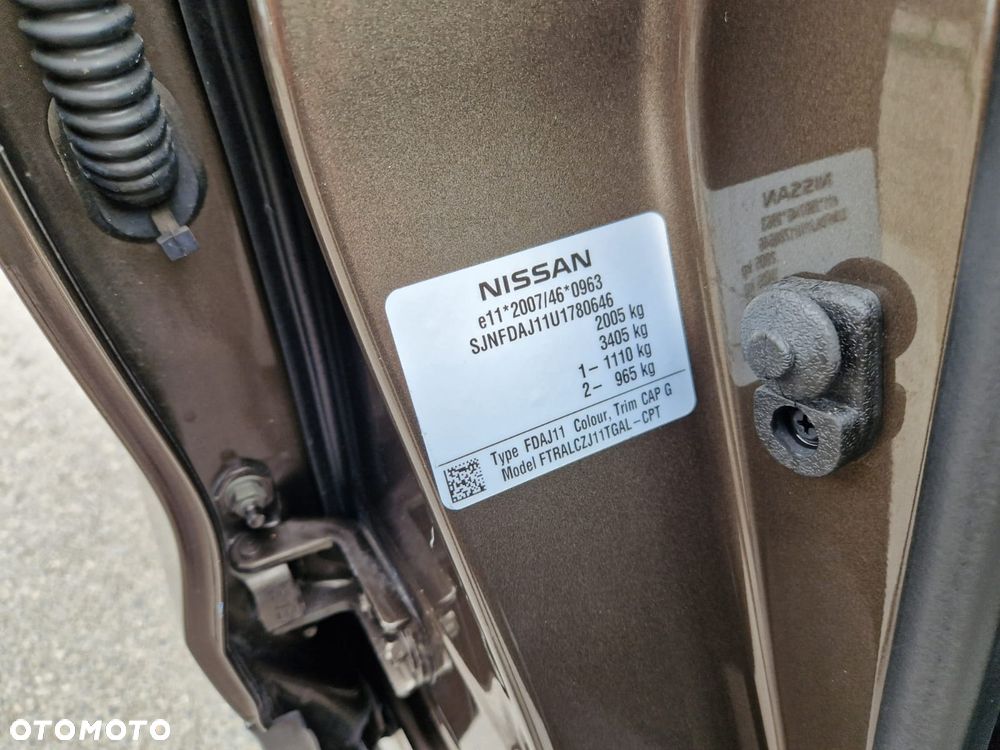 NISSAN
e11*2007/46*0963
SJNFDAJ11U1780646
2005 kg
3405 kg
1– 1110 kg
2– 965 kg
Type FDAJ11 Colour, Trim CAP G
Model FTRALCZJ11TGAL–CPT
NISSAN
OTOMOTO